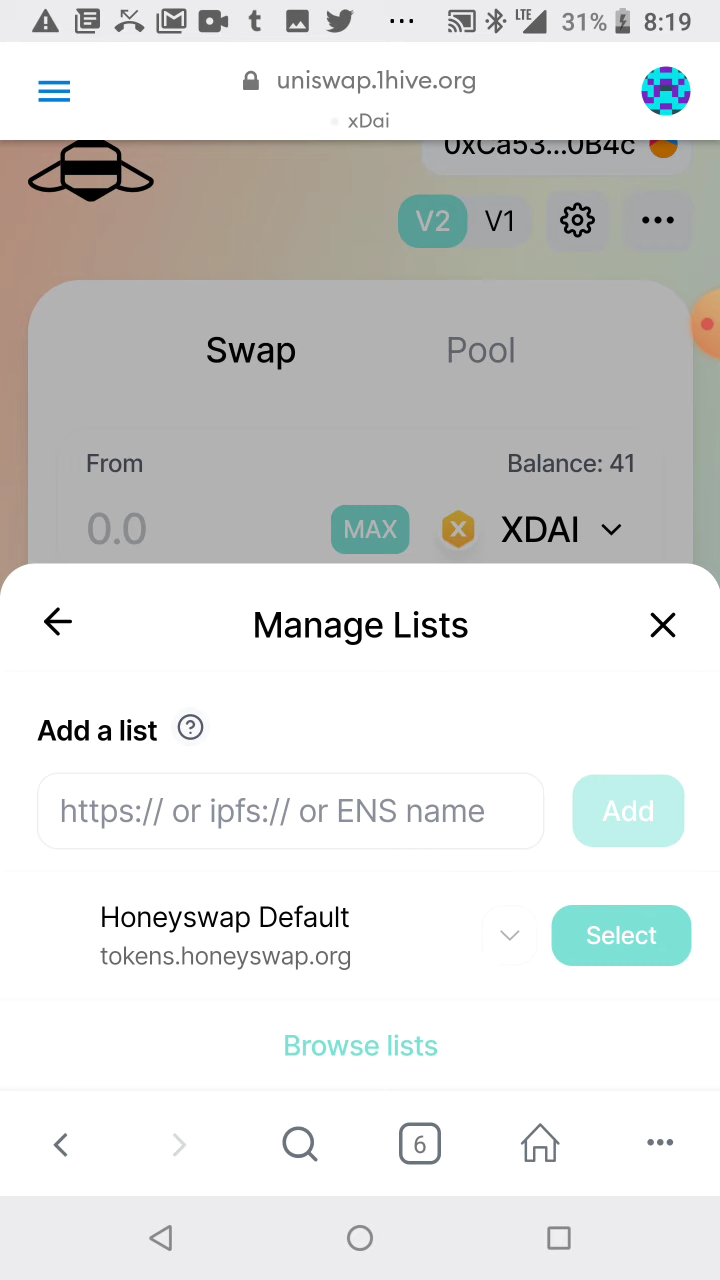 LTE 31% 8:19
uniswap.1hive.org
xDai
0xCa53...0B4c
V2 V1
Swap Pool
From Balance: 41
0.0 MAX XDAI
Manage Lists
Add a list
https:// or ipfs:// or ENS name Add
Honeyswap Default
tokens.honeyswap.org
Select
Browse lists
6